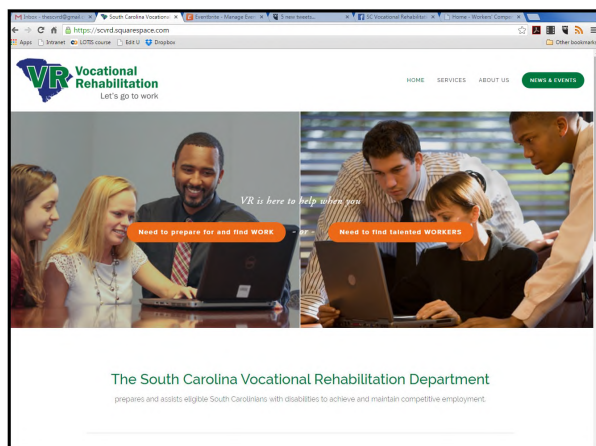 Inbox - thescvrd@gmail.c
South Carolina Vocationa
Eventbrite - Manage Even
3 new tweets...
SC Vocational Rehabilitat
Home - Workers' Compe
https://scvrd.squarespace.com
Apps
Intranet
LOTIS course
Edit U
Dropbox
Other bookmarks
VR
Vocational
Rehabilitation
Let's go to work
HOME
SERVICES
ABOUT US
NEWS & EVENTS
VR is here to help when you
Need to prepare for and find WORK
- or -
Need to find talented WORKERS
The South Carolina Vocational Rehabilitation Department
prepares and assists eligible South Carolinians with disabilities to achieve and maintain competitive employment.